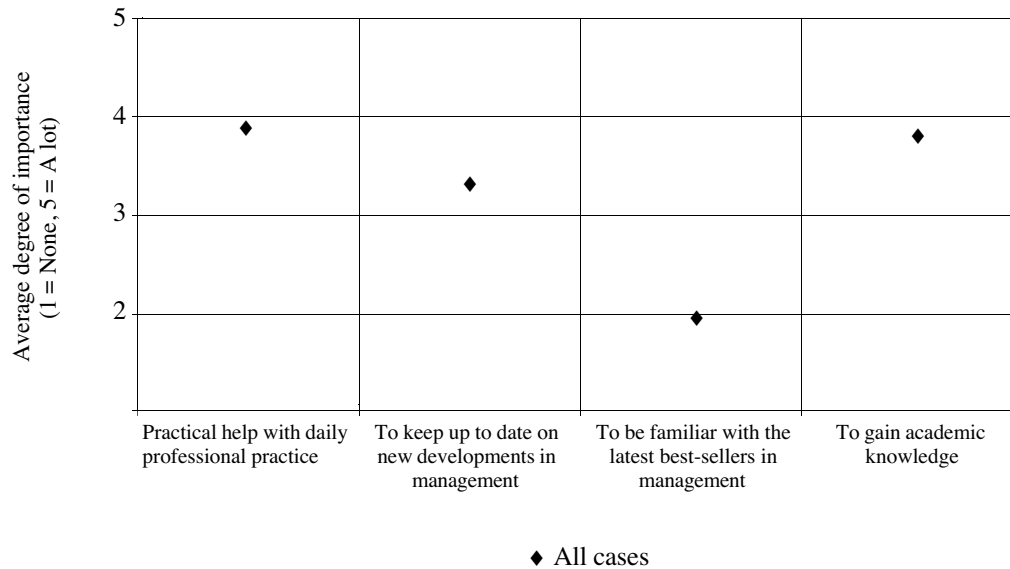 Average degree of importance
(1 = None, 5 = A lot)
5
4
3
2
Practical help with daily
professional practice
To keep up to date on
new developments in
management
To be familiar with the
latest best-sellers in
management
To gain academic
knowledge
All cases